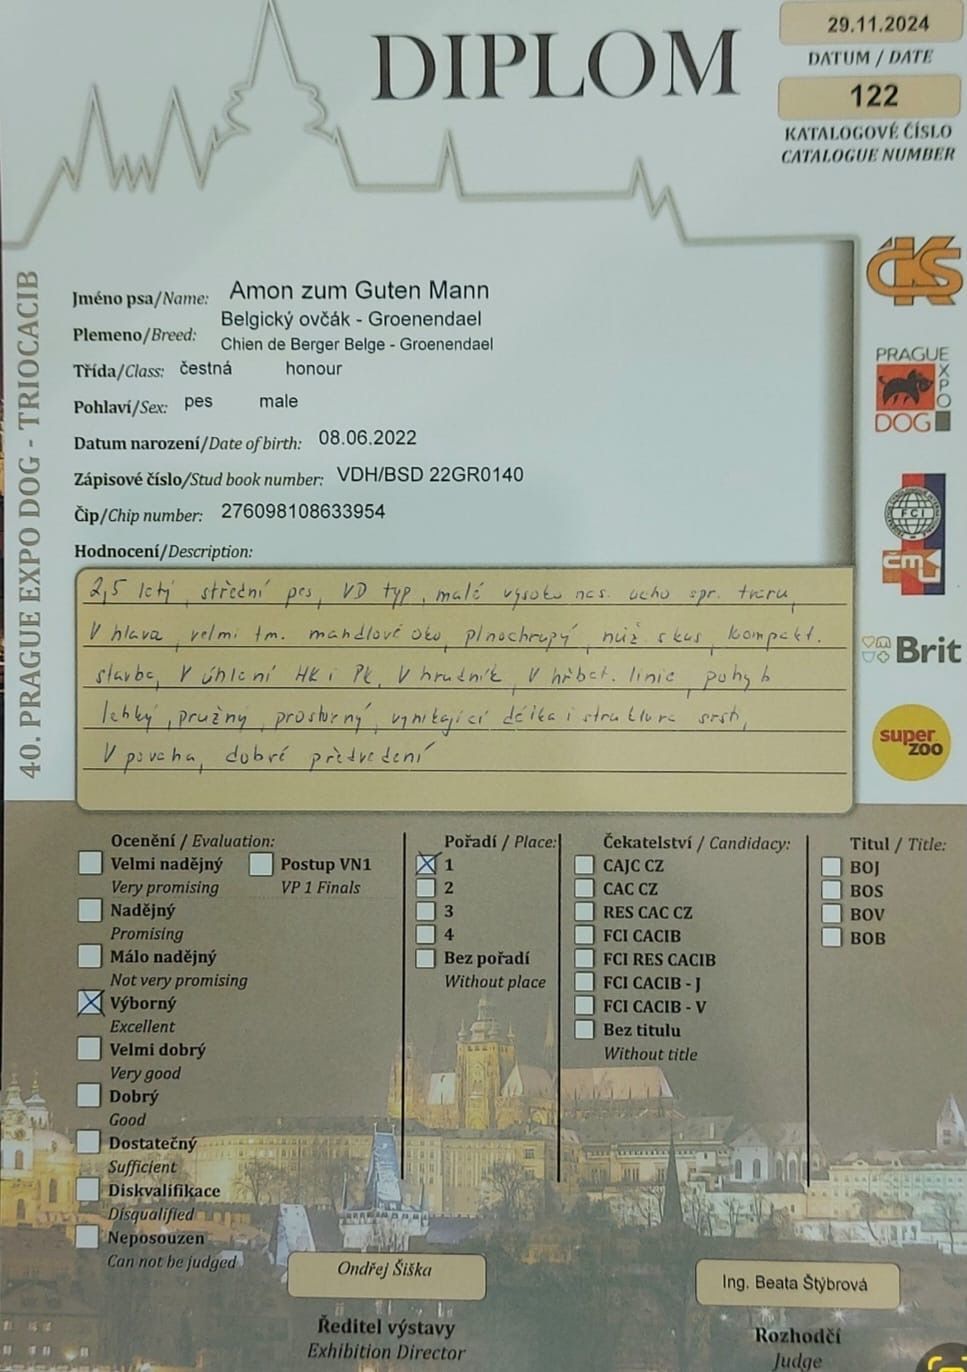 DIPLOM
29.11.2024
DATUM / DATE
122
KATALOGOVÉ ČÍSLO
CATALOGUE NUMBER
40. PRAGUE EXPO DOG - TRIOCACIB
Jméno psa/Name: Amon zum Guten Mann
Plemeno/Breed: Belgický ovčák - Groenendael
Chien de Berger Belge - Groenendael
Třída/Class: čestná honour
Pohlaví/Sex: pes male
Datum narození/Date of birth: 08.06.2022
Zápisové číslo/Stud book number: VDH/BSD 22GR0140
Čip/Chip number: 276098108633954
Hodnocení/Description:
2,5 letý, střední pes, VD typ, malé vysoko nas. ucho spr. tvaru,
V hlava, velmi tm. mandlové oko, plnochrupý, nůž. skus, kompakt.
stavba, V úhlení HK i PK, V hrudník, V hřbet. linie, pohyb
lehký, pružný, prostorný, vynikající délka i struktura srsti,
V povaha, dobré předvedení
ČKS
PRAGUE
EXPO
DOG
FCI
ČMKJ
Brit
super
zoo
Ocenění / Evaluation:
Velmi nadějný
Very promising
Postup VN1
VP 1 Finals
Nadějný
Promising
Málo nadějný
Not very promising
Výborný
Excellent
Velmi dobrý
Very good
Dobrý
Good
Dostatečný
Sufficient
Diskvalifikace
Disqualified
Neposouzen
Can not be judged
Pořadí / Place:
1
2
3
4
Bez pořadí
Without place
Čekatelství / Candidacy:
CAJC CZ
CAC CZ
RES CAC CZ
FCI CACIB
FCI RES CACIB
FCI CACIB - J
FCI CACIB - V
Bez titulu
Without title
Titul / Title:
BOJ
BOS
BOV
BOB
Ondřej Šiška
Ředitel výstavy
Exhibition Director
Ing. Beata Štýbrová
Rozhodčí
Judge